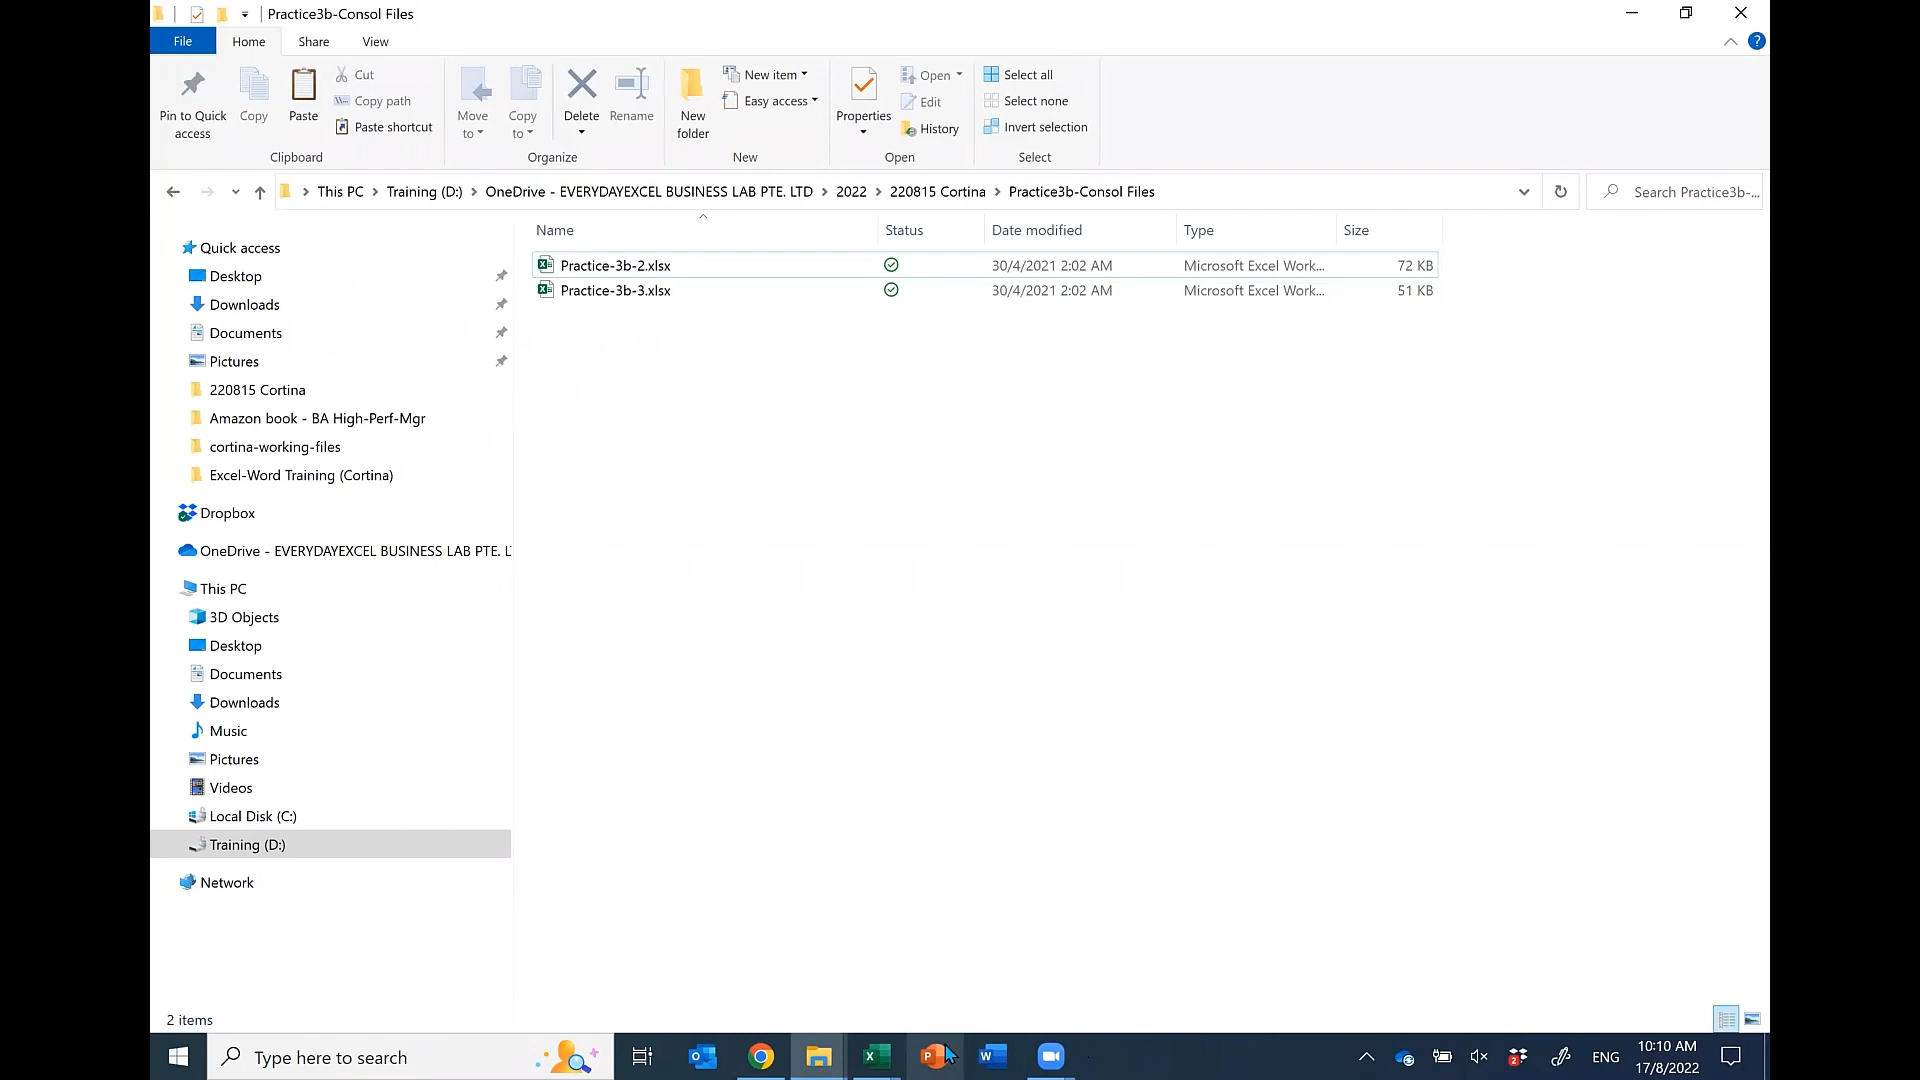 Practice3b-Consol Files
File Home Share View
Pin to Quick access
Copy
Paste
Cut
Copy path
Paste shortcut
Clipboard
Move to
Copy to
Delete
Rename
Organize
New folder
New item
Easy access
New
Properties
Open
Edit
History
Open
Select all
Select none
Invert selection
Select
This PC > Training (D:) > OneDrive - EVERYDAYEXCEL BUSINESS LAB PTE. LTD > 2022 > 220815 Cortina > Practice3b-Consol Files
Search Practice3b-...
Name Status Date modified Type Size
Practice-3b-2.xlsx 30/4/2021 2:02 AM Microsoft Excel Work... 72 KB
Practice-3b-3.xlsx 30/4/2021 2:02 AM Microsoft Excel Work... 51 KB
Quick access
Desktop
Downloads
Documents
Pictures
220815 Cortina
Amazon book - BA High-Perf-Mgr
cortina-working-files
Excel-Word Training (Cortina)
Dropbox
OneDrive - EVERYDAYEXCEL BUSINESS LAB PTE. L
This PC
3D Objects
Desktop
Documents
Downloads
Music
Pictures
Videos
Local Disk (C:)
Training (D:)
Network
2 items
Type here to search
ENG
10:10 AM
17/8/2022